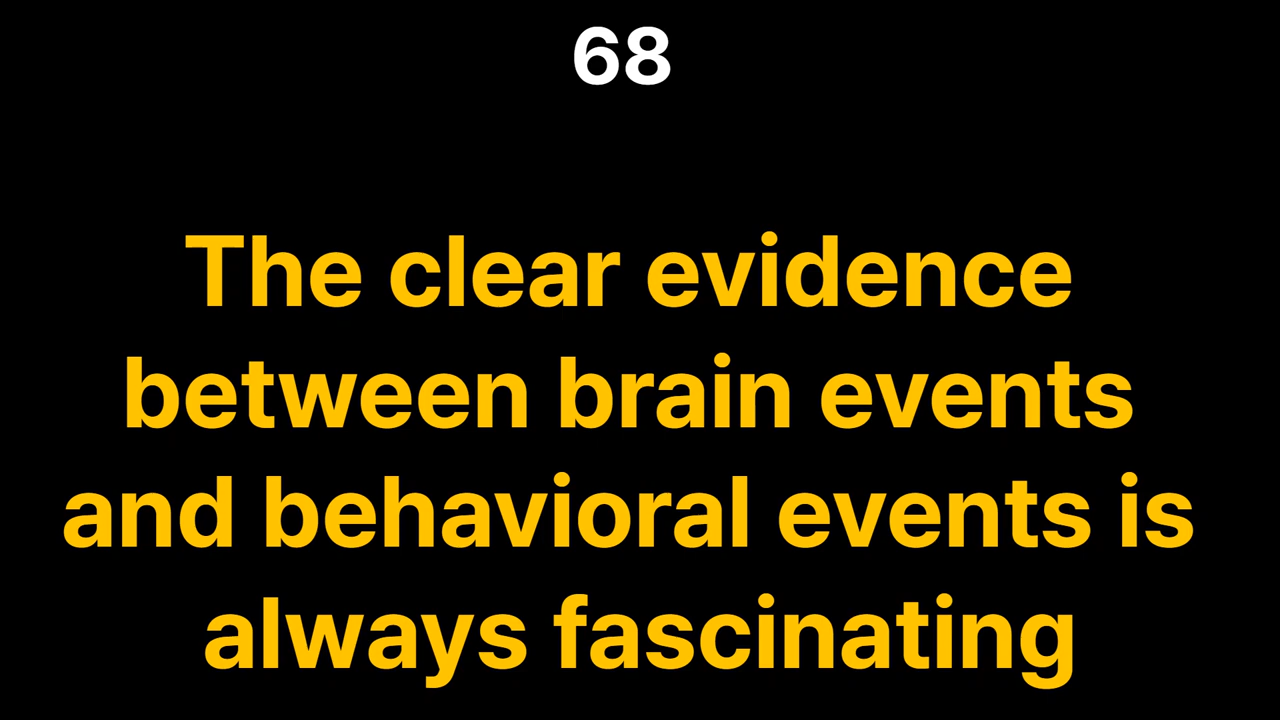 68
The clear evidence
between brain events
and behavioral events is
always fascinating